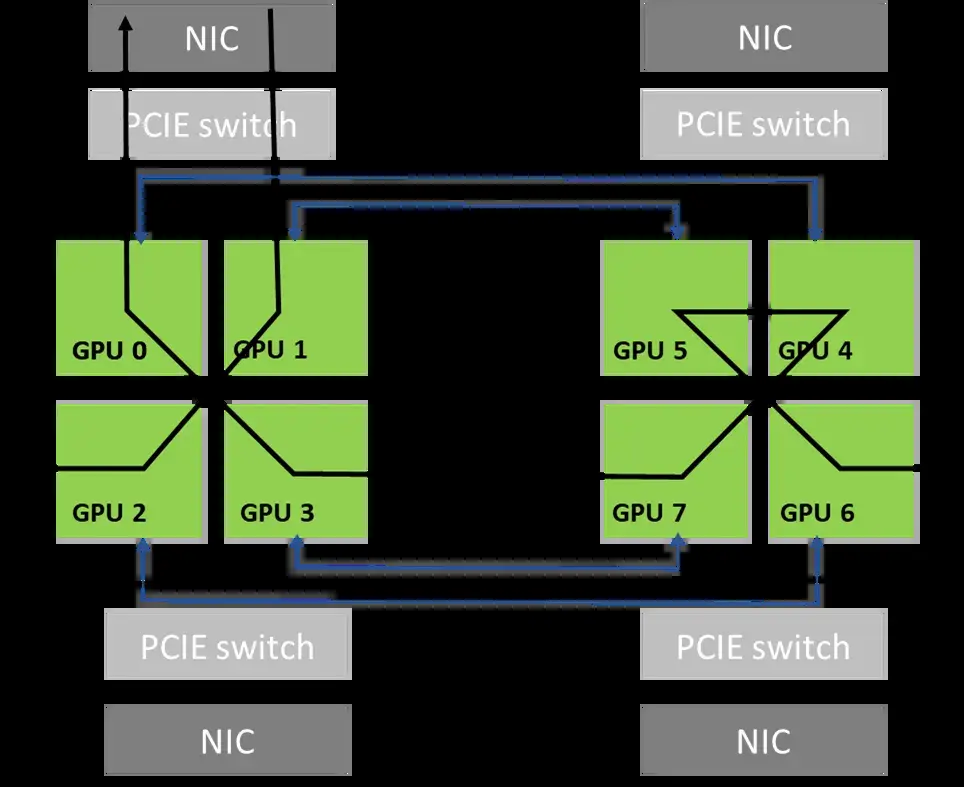 NIC
NIC
PCIE switch
PCIE switch
GPU 0
GPU 1
GPU 5
GPU 4
GPU 2
GPU 3
GPU 7
GPU 6
PCIE switch
PCIE switch
NIC
NIC